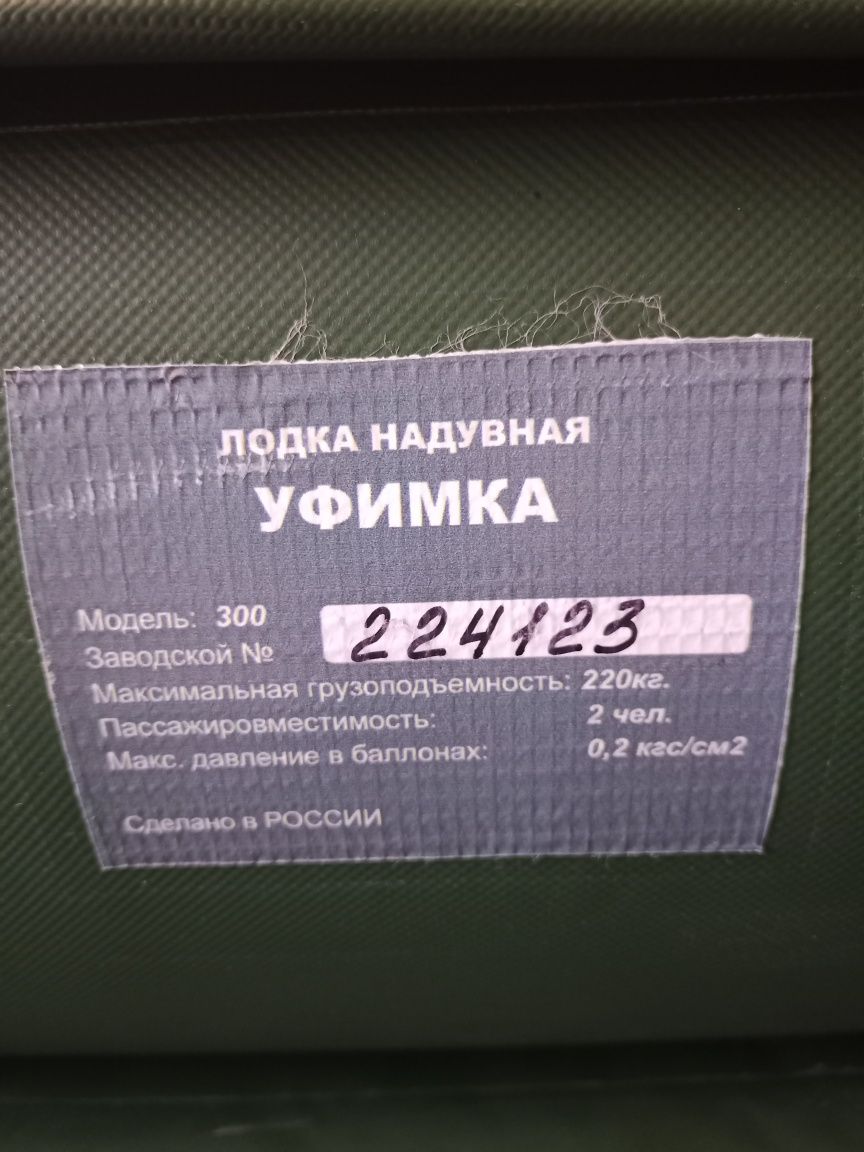 ЛОДКА НАДУВНАЯ
УФИМКА
Модель: 300
Заводской № 224123
Максимальная грузоподъемность: 220кг.
Пассажировместимость: 2 чел.
Макс. давление в баллонах: 0,2 кгс/см2
Сделано в РОССИИ